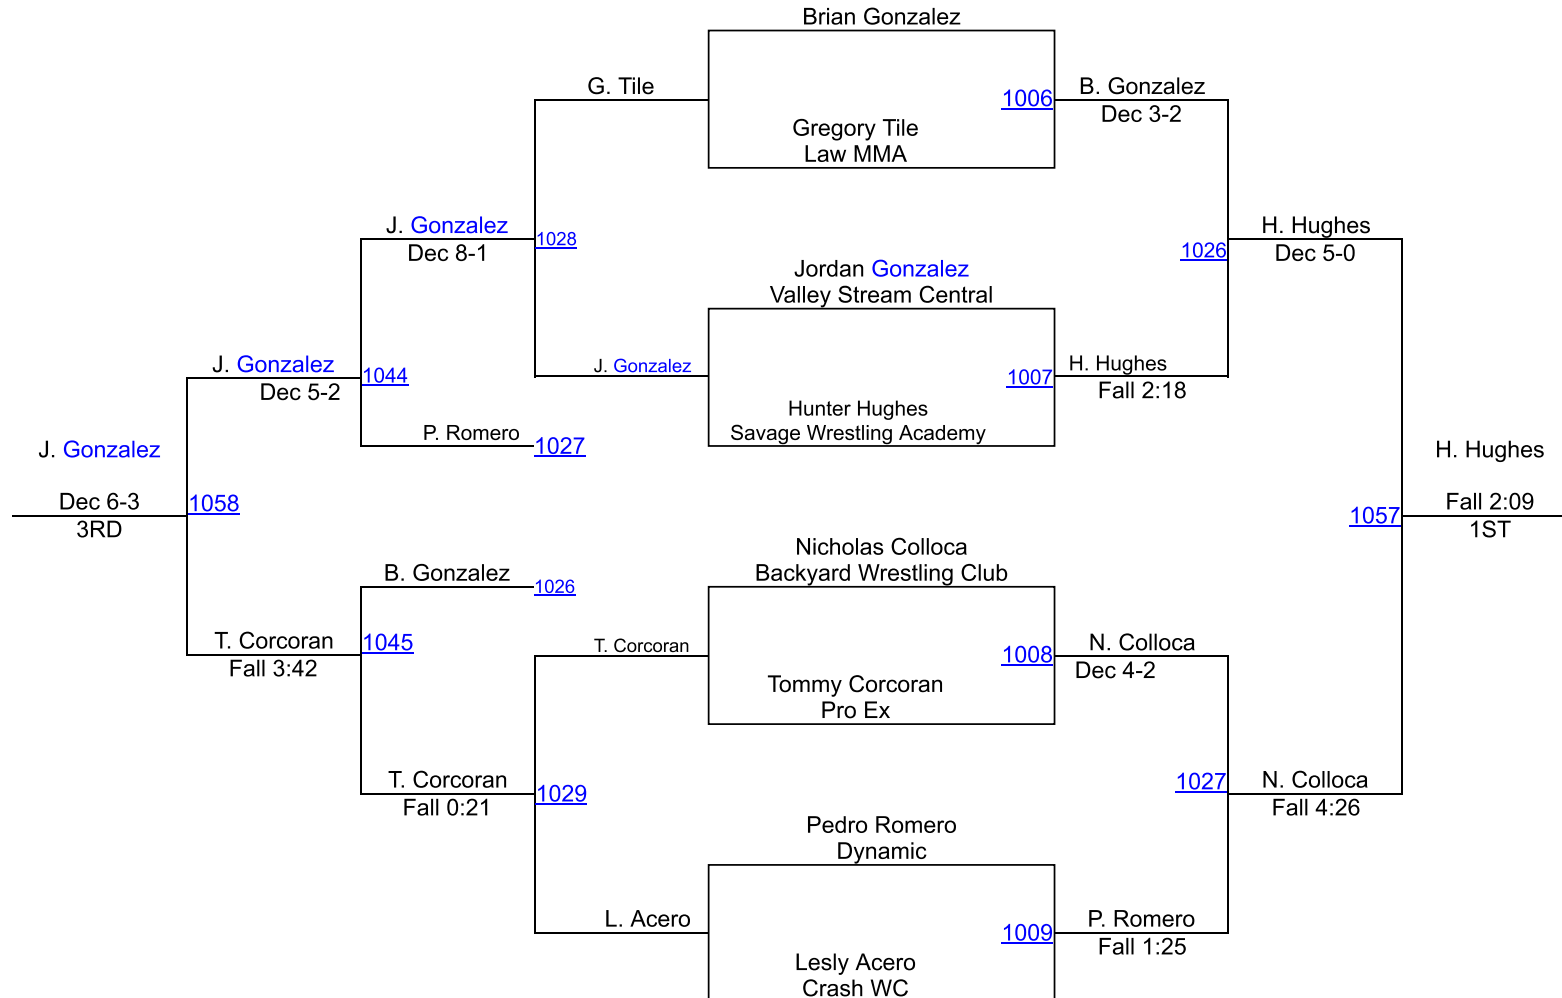 Brian Gonzalez
G. Tile
1006
B. Gonzalez
Dec 3-2
Gregory Tile
Law MMA
J. Gonzalez
Dec 8-1
1028
1026
H. Hughes
Dec 5-0
Jordan Gonzalez
Valley Stream Central
J. Gonzalez
Dec 5-2
1044
J. Gonzalez
1007
H. Hughes
Fall 2:18
Hunter Hughes
Savage Wrestling Academy
P. Romero
1027
J. Gonzalez
Dec 6-3
3RD
1058
H. Hughes
Fall 2:09
1ST
1057
Nicholas Colloca
Backyard Wrestling Club
B. Gonzalez
1026
T. Corcoran
Fall 3:42
1045
T. Corcoran
1008
N. Colloca
Dec 4-2
Tommy Corcoran
Pro Ex
T. Corcoran
Fall 0:21
1029
1027
N. Colloca
Fall 4:26
Pedro Romero
Dynamic
L. Acero
1009
P. Romero
Fall 1:25
Lesly Acero
Crash WC